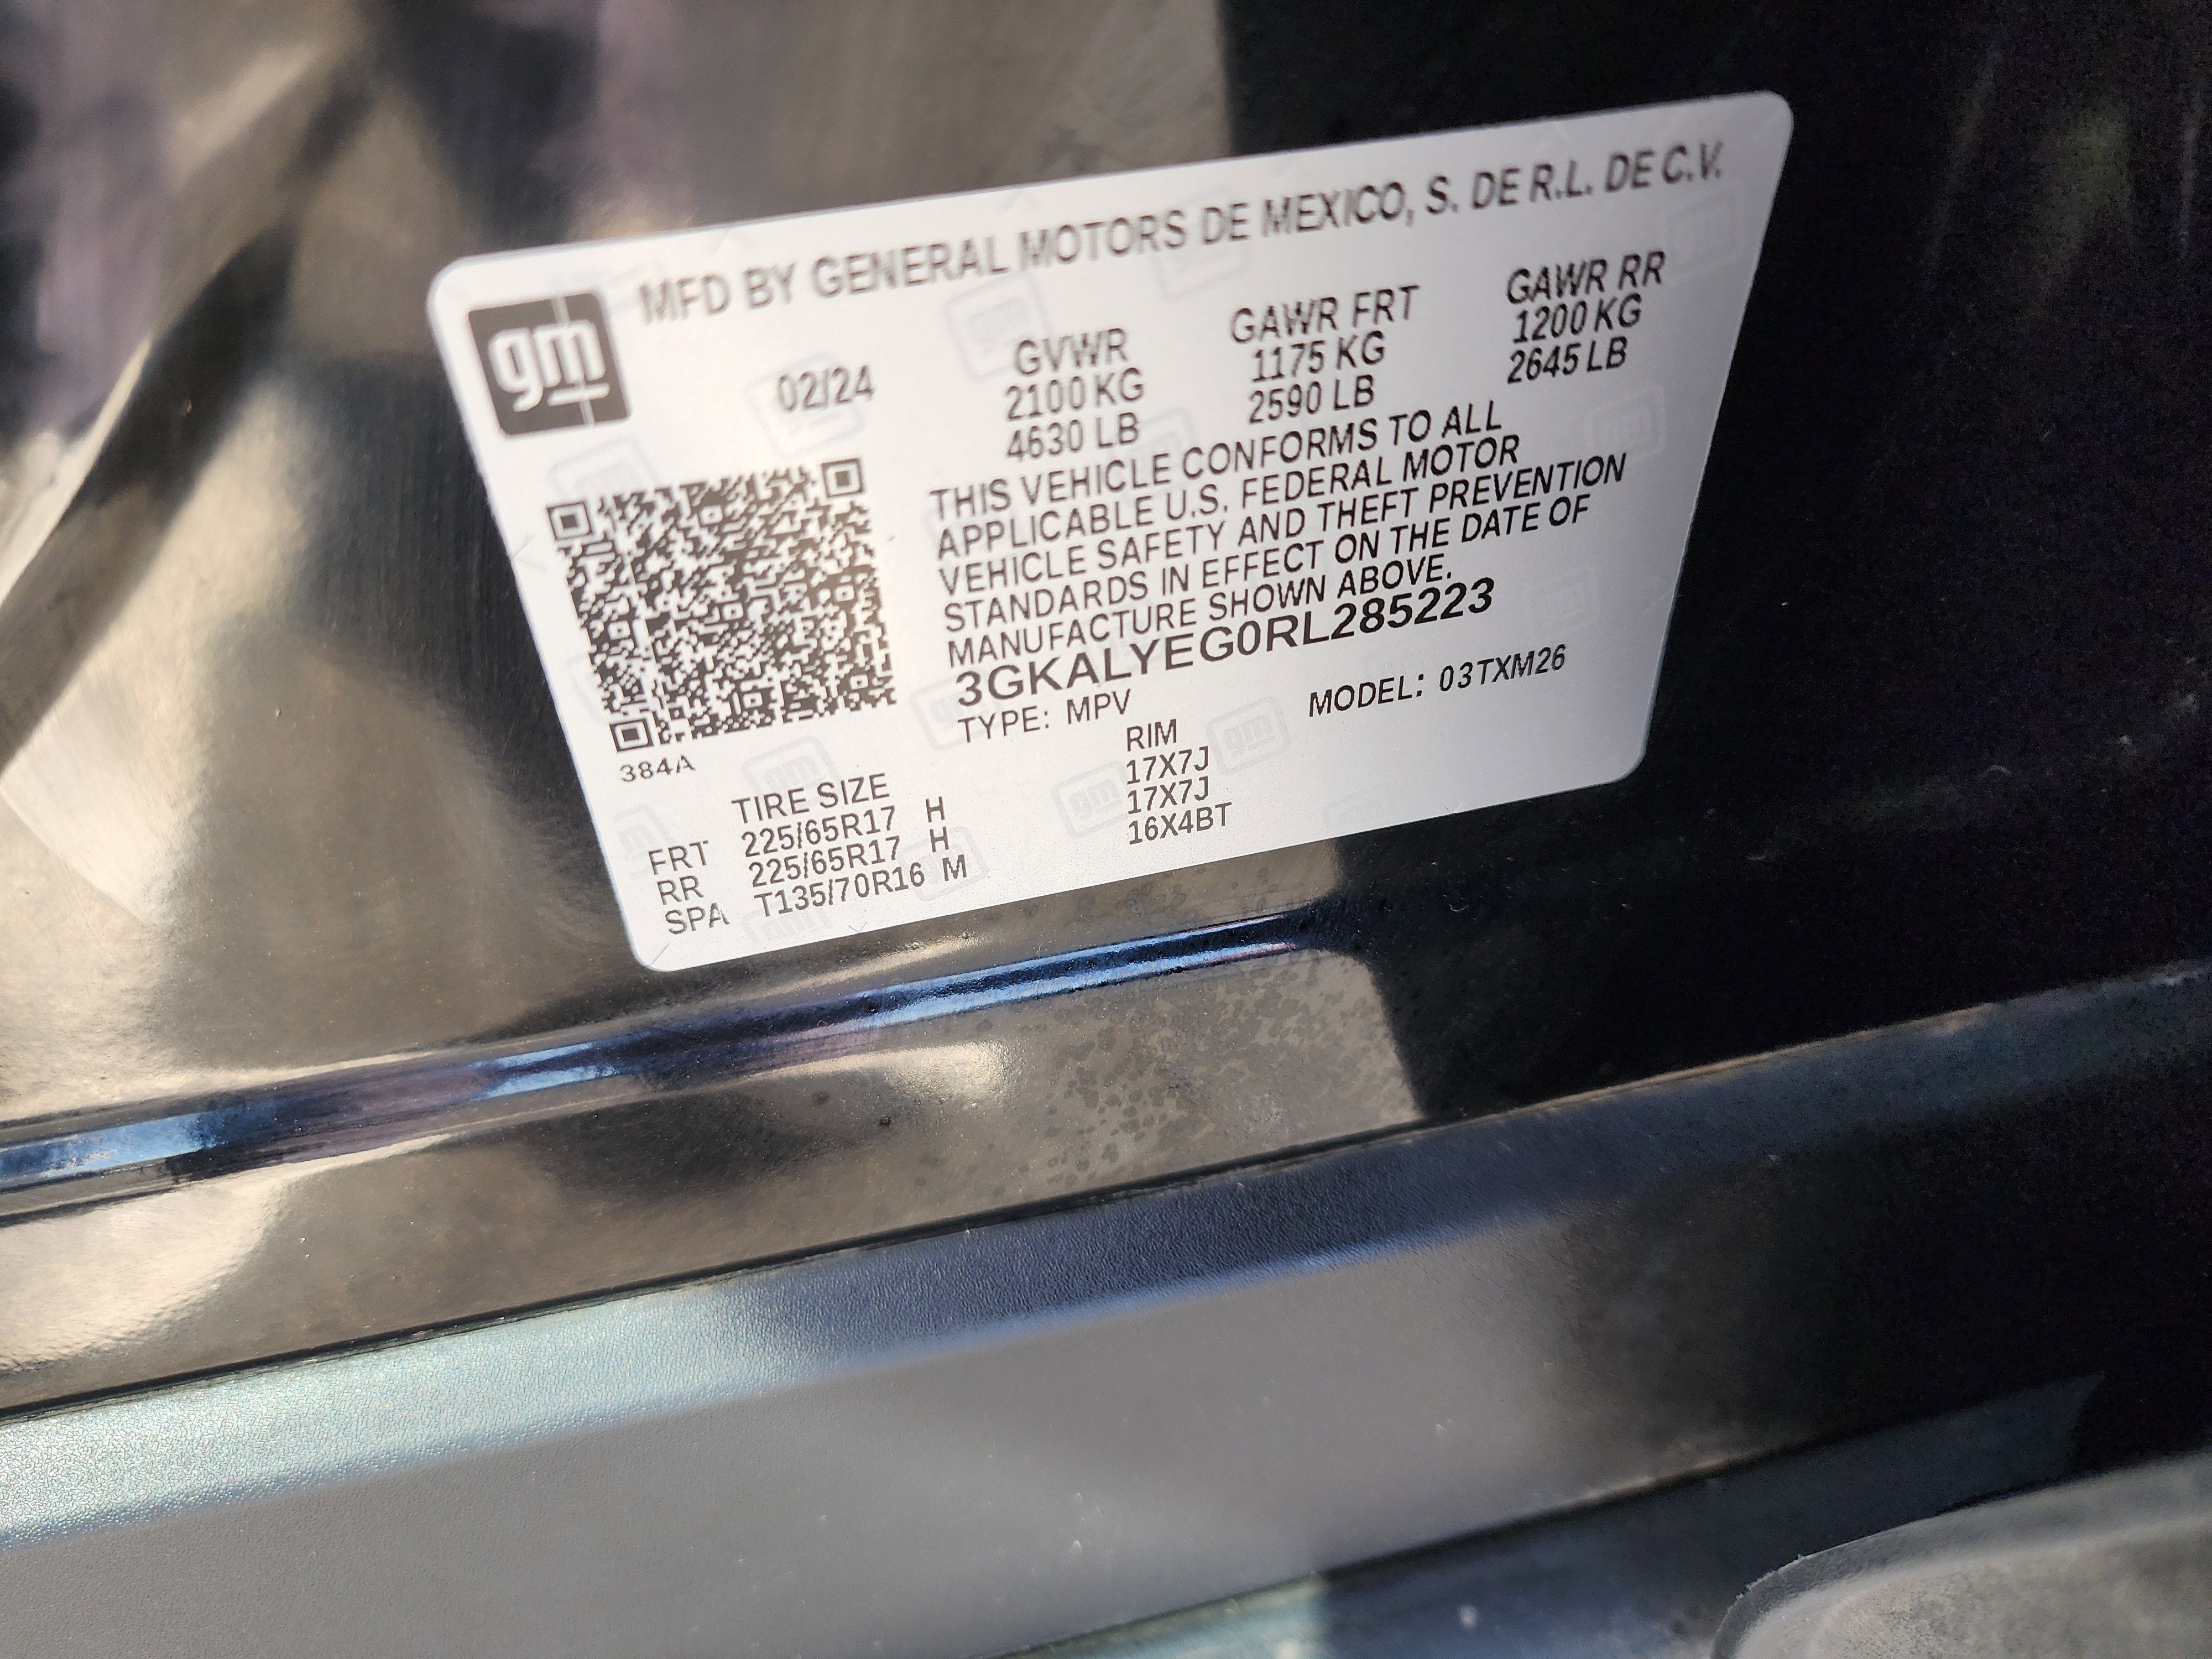 gm
MFD BY GENERAL MOTORS DE MEXICO, S. DE R.L. DE C.V.
02/24
GVWR
2100 KG
4630 LB
GAWR FRT
1175 KG
2590 LB
GAWR RR
1200 KG
2645 LB
THIS VEHICLE CONFORMS TO ALL
APPLICABLE U.S. FEDERAL MOTOR
VEHICLE SAFETY AND THEFT PREVENTION
STANDARDS IN EFFECT ON THE DATE OF
MANUFACTURE SHOWN ABOVE.
3GKALYEG0RL285223
TYPE: MPV MODEL: 03TXM26
384A
TIRE SIZE RIM
FRT 225/65R17 H 17X7J
RR 225/65R17 H 17X7J
SPA T135/70R16 M 16X4BT